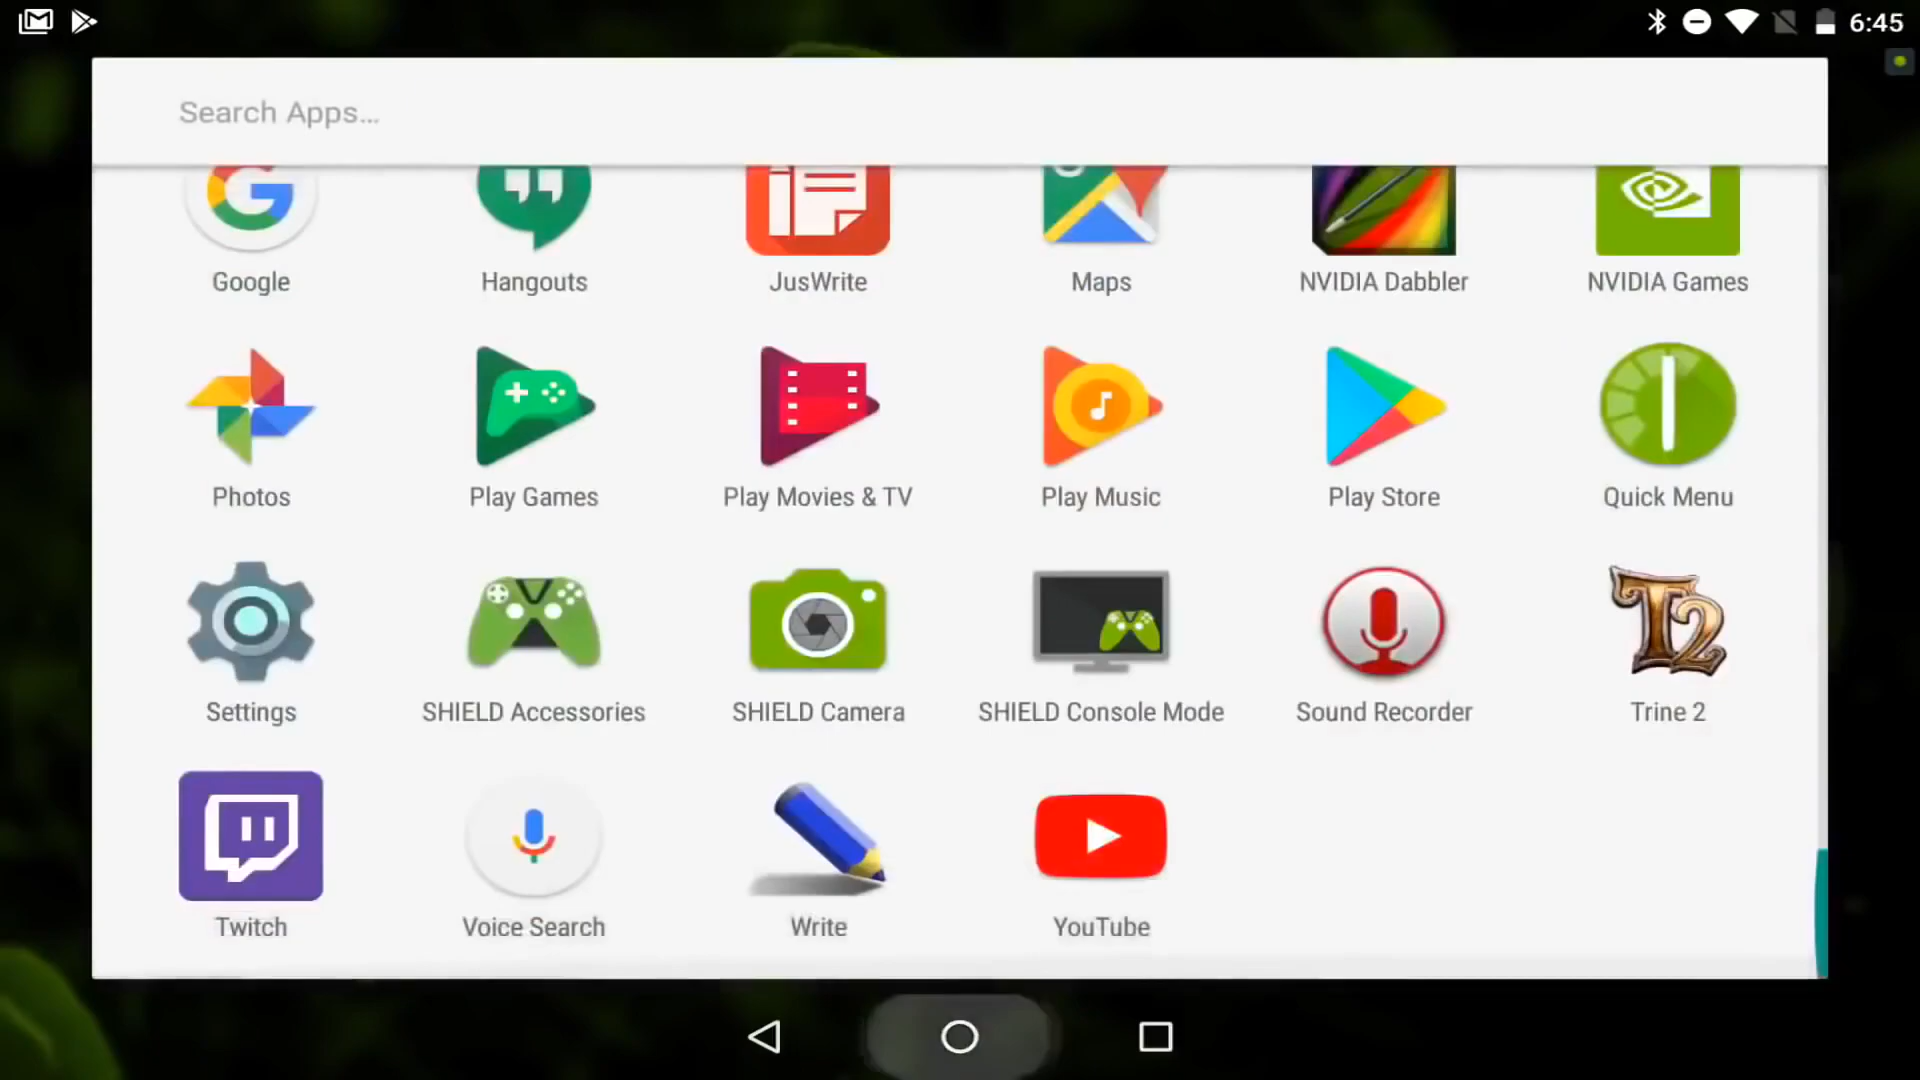 6:45
Search Apps...
Google
Hangouts
JusWrite
Maps
NVIDIA Dabbler
NVIDIA Games
Photos
Play Games
Play Movies & TV
Play Music
Play Store
Quick Menu
Settings
SHIELD Accessories
SHIELD Camera
SHIELD Console Mode
Sound Recorder
T2
Trine 2
Twitch
Voice Search
Write
YouTube